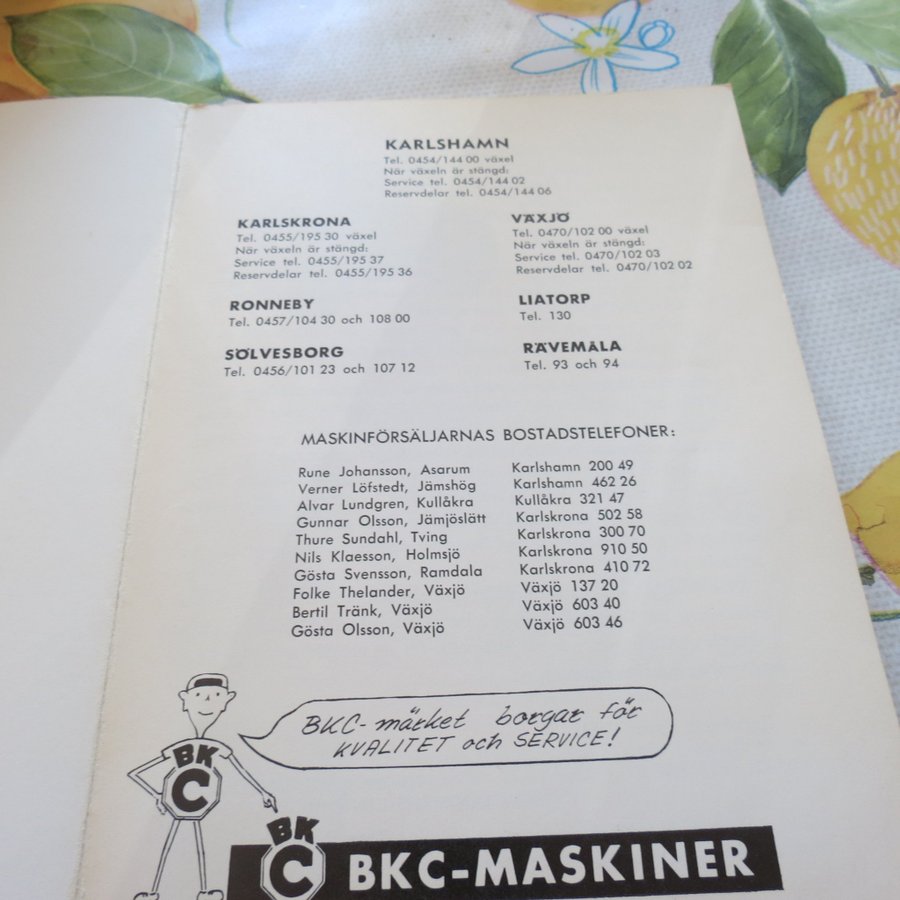 KARLSHAMN
Tel. 0454/144 00 växel
När växeln är stängd:
Service tel. 0454/144 02
Reservdelar tel. 0454/144 06
KARLSKRONA
Tel. 0455/195 30 växel
När växeln är stängd:
Service tel. 0455/195 37
Reservdelar tel. 0455/195 36
VÄXJÖ
Tel. 0470/102 00 växel
När växeln är stängd:
Service tel. 0470/102 03
Reservdelar tel. 0470/102 02
RONNEBY
Tel. 0457/104 30 och 108 00
LIATORP
Tel. 130
SÖLVESBORG
Tel. 0456/101 23 och 107 12
RÄVEMÅLA
Tel. 93 och 94
MASKINFÖRSÄLJARNAS BOSTADSTELEFONER:
Rune Johansson, Asarum Karlshamn 200 49
Verner Löfstedt, Jämshög Karlshamn 462 26
Alvar Lundgren, Kullåkra Kullåkra 321 47
Gunnar Olsson, Jämjöslätt Karlskrona 502 58
Thure Sundahl, Tving Karlskrona 300 70
Nils Klaesson, Holmsjö Karlskrona 910 50
Gösta Svensson, Ramdala Karlskrona 410 72
Folke Thelander, Växjö Växjö 137 20
Bertil Tränk, Växjö Växjö 603 40
Gösta Olsson, Växjö Växjö 603 46
BKC-märket borgar för
KVALITET och SERVICE!
BK
C
BK
C BKC-MASKINER